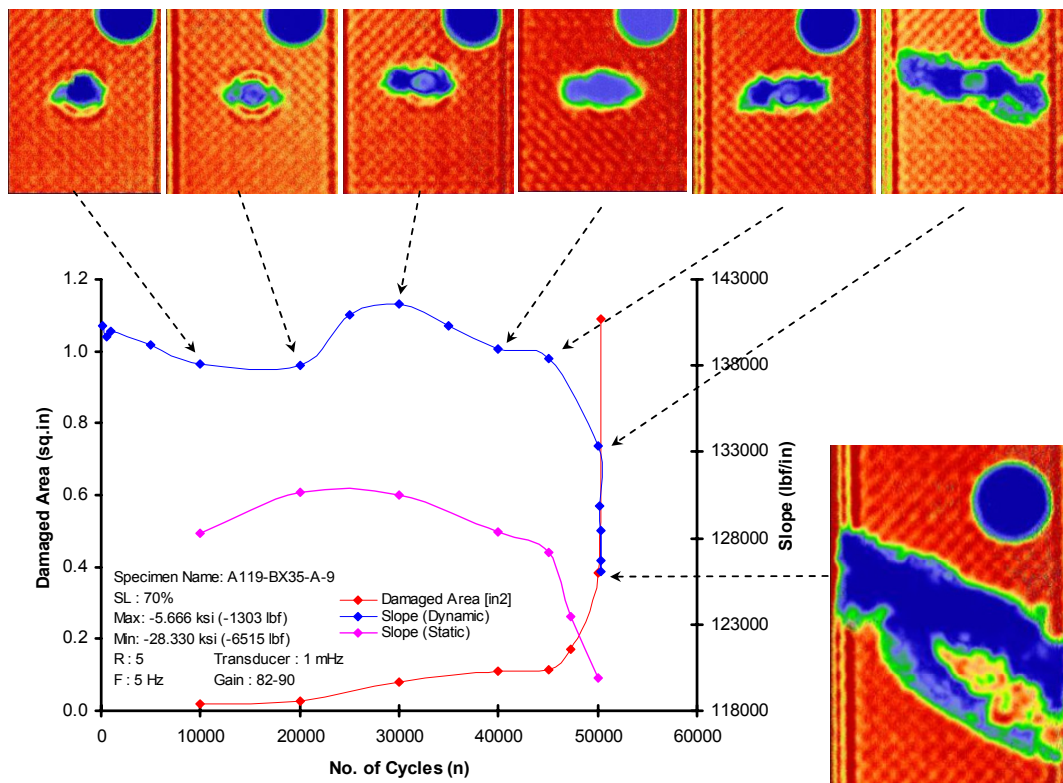 1.2
1.0
0.8
0.6
0.4
0.2
0.0
Damaged Area (sq.in)
143000
138000
133000
128000
123000
118000
Slope (lbf/in)
Specimen Name: A119-BX35-A-9
SL : 70%
Max: -5.666 ksi (-1303 lbf)
Min: -28.330 ksi (-6515 lbf)
R : 5 Transducer : 1 mHz
F : 5 Hz Gain : 82-90
Damaged Area [in2]
Slope (Dynamic)
Slope (Static)
0 10000 20000 30000 40000 50000 60000
No. of Cycles (n)